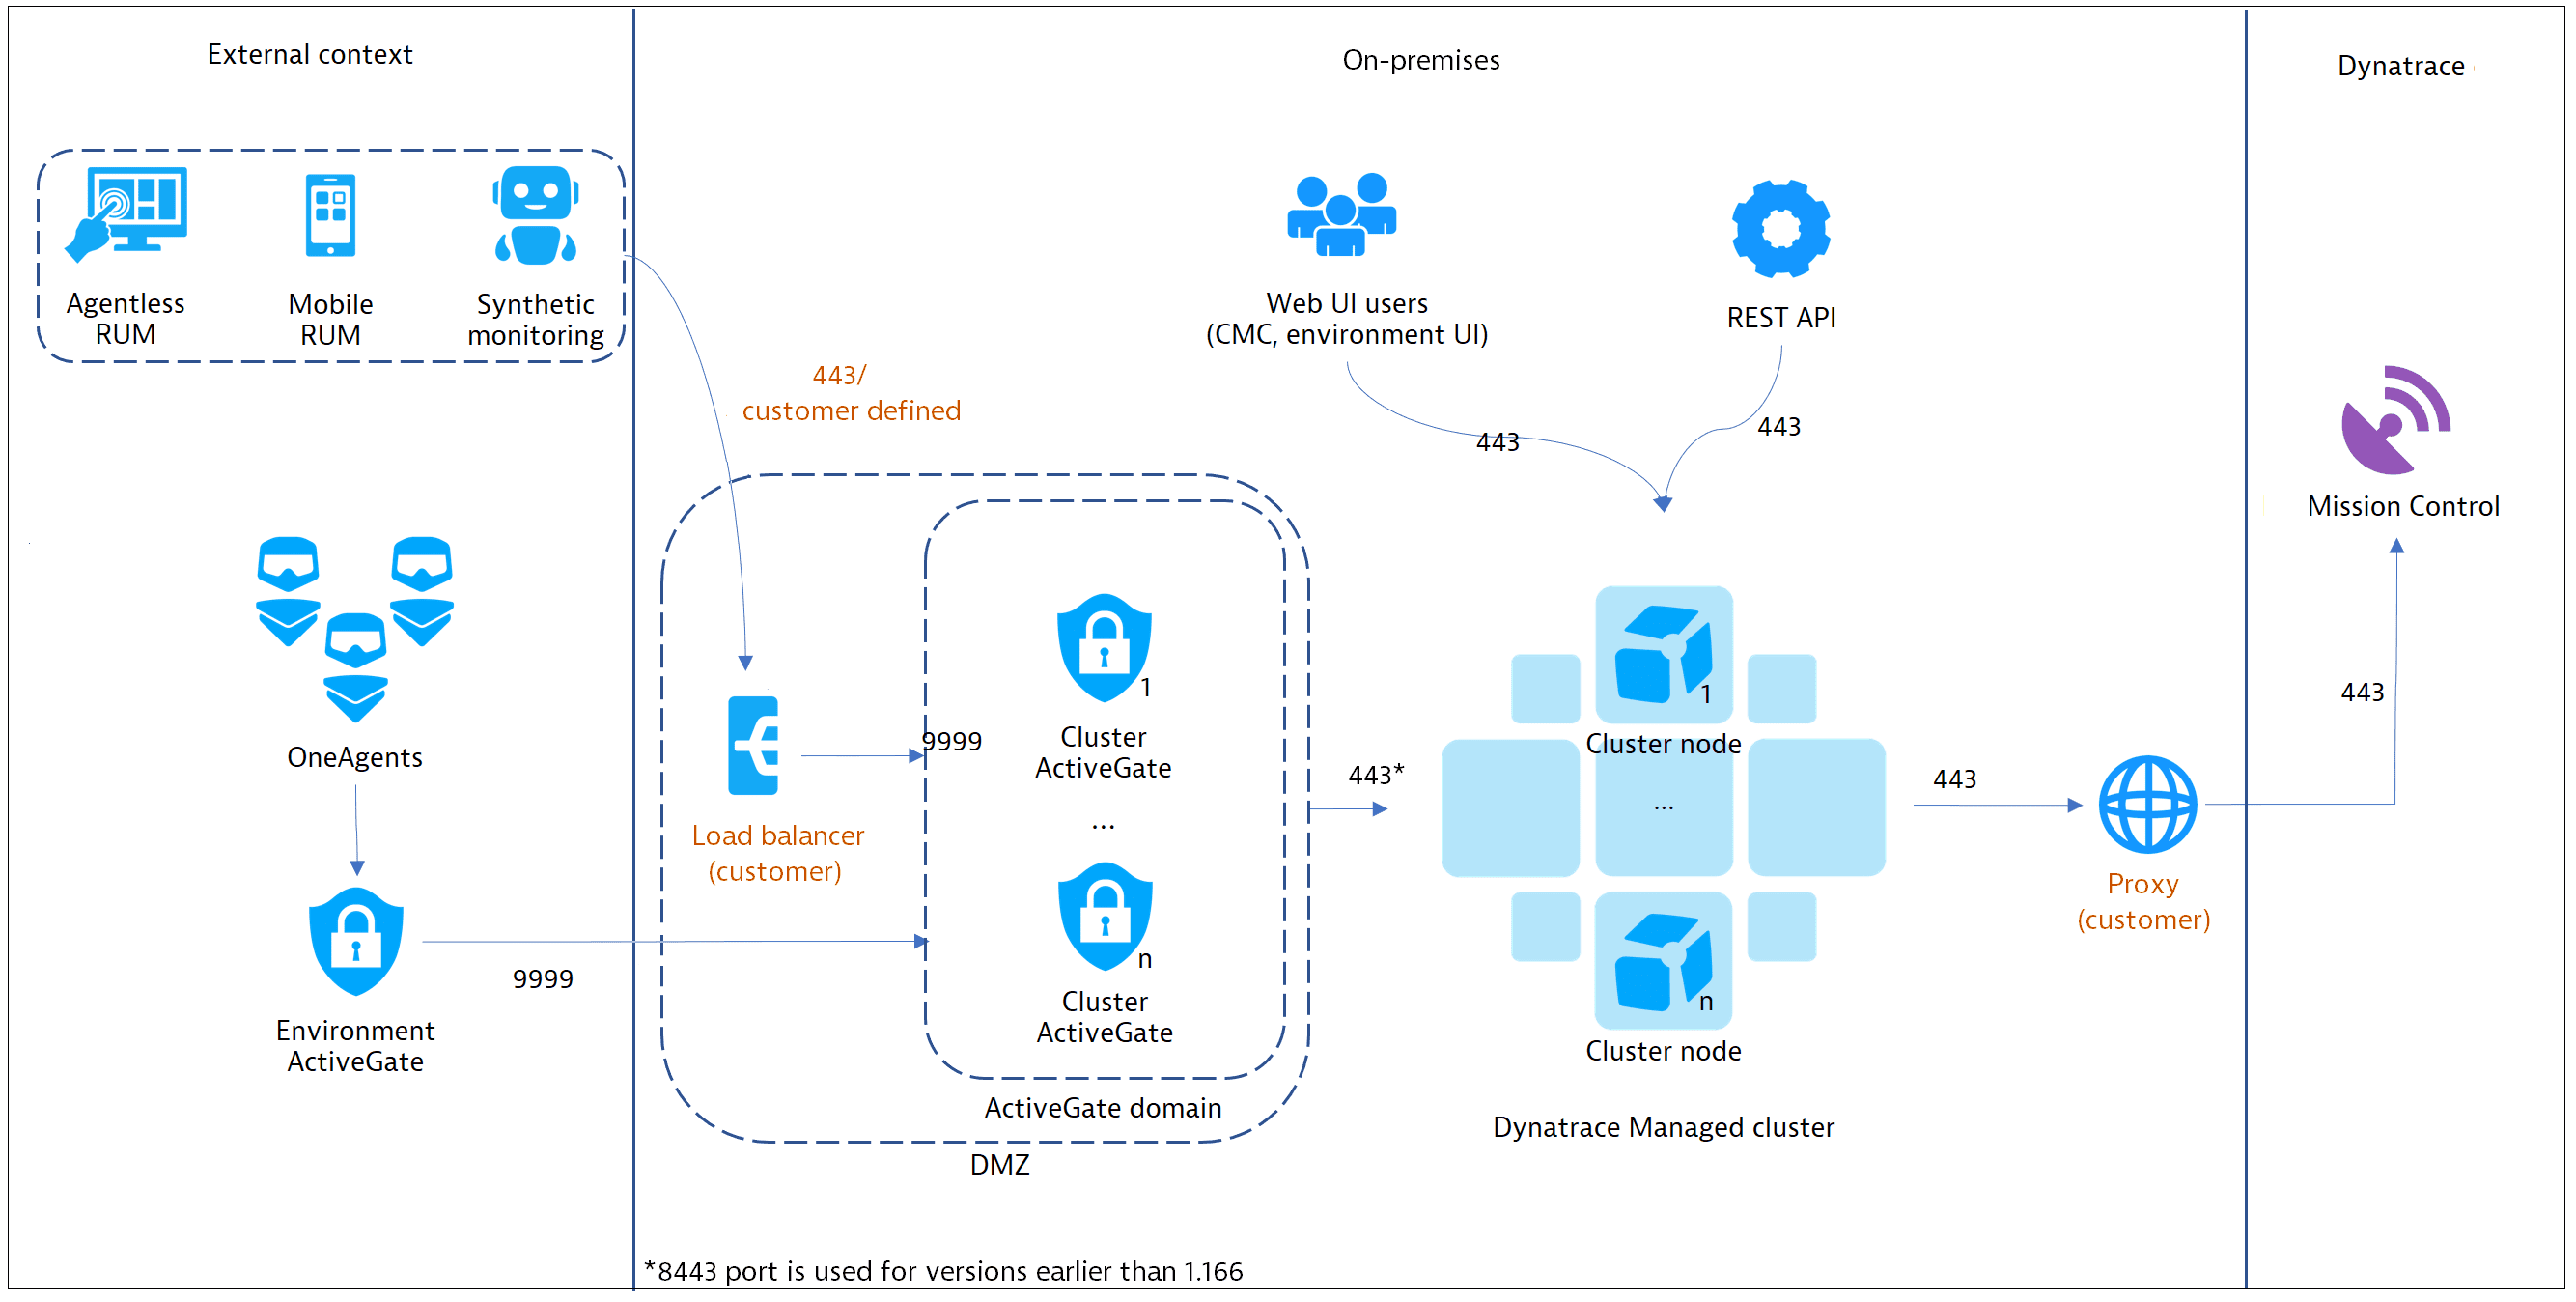 External context
On-premises
Dynatrace
Agentless
RUM
Mobile
RUM
Synthetic
monitoring
Web UI users
(CMC, environment UI)
REST API
443/
customer defined
443
443
Mission Control
443
OneAgents
9999
1
Cluster
ActiveGate
...
n
Cluster
ActiveGate
Load balancer
(customer)
443*
1
Cluster node
...
n
Cluster node
443
Proxy
(customer)
9999
Environment
ActiveGate
ActiveGate domain
DMZ
Dynatrace Managed cluster
*8443 port is used for versions earlier than 1.166